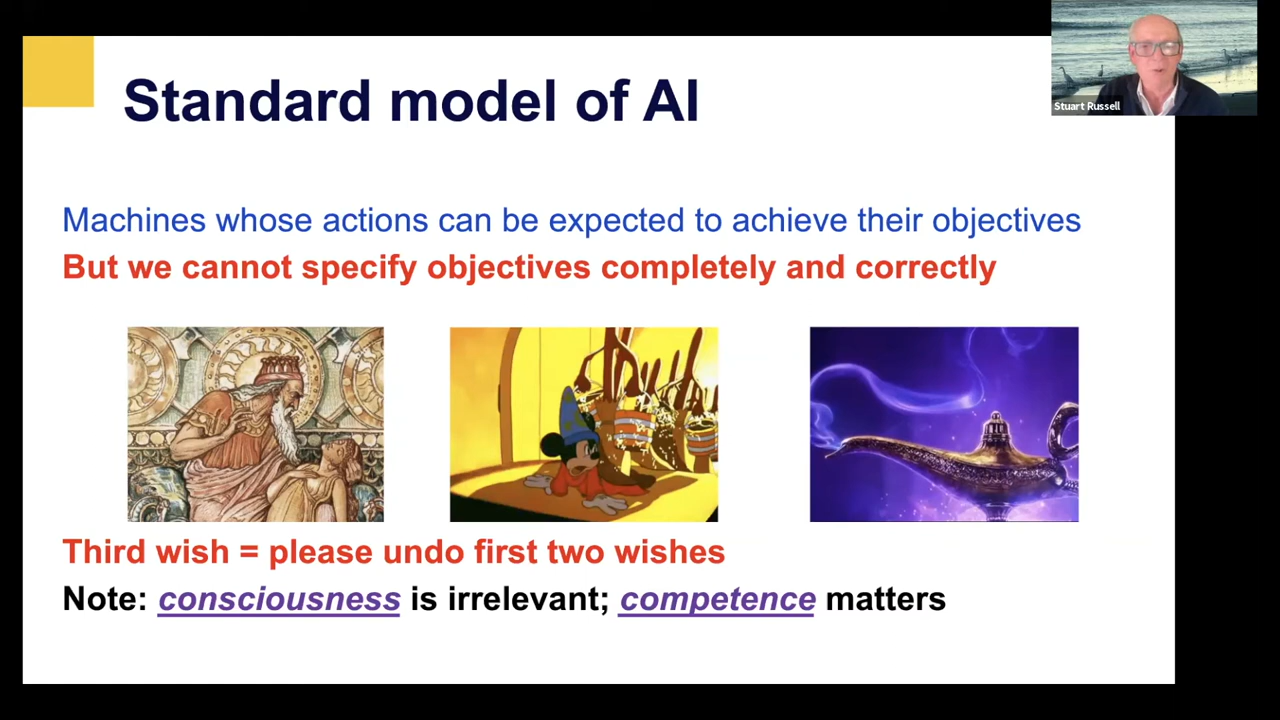 Standard model of AI
Stuart Russell
Machines whose actions can be expected to achieve their objectives
But we cannot specify objectives completely and correctly
Third wish = please undo first two wishes
Note: consciousness is irrelevant; competence matters